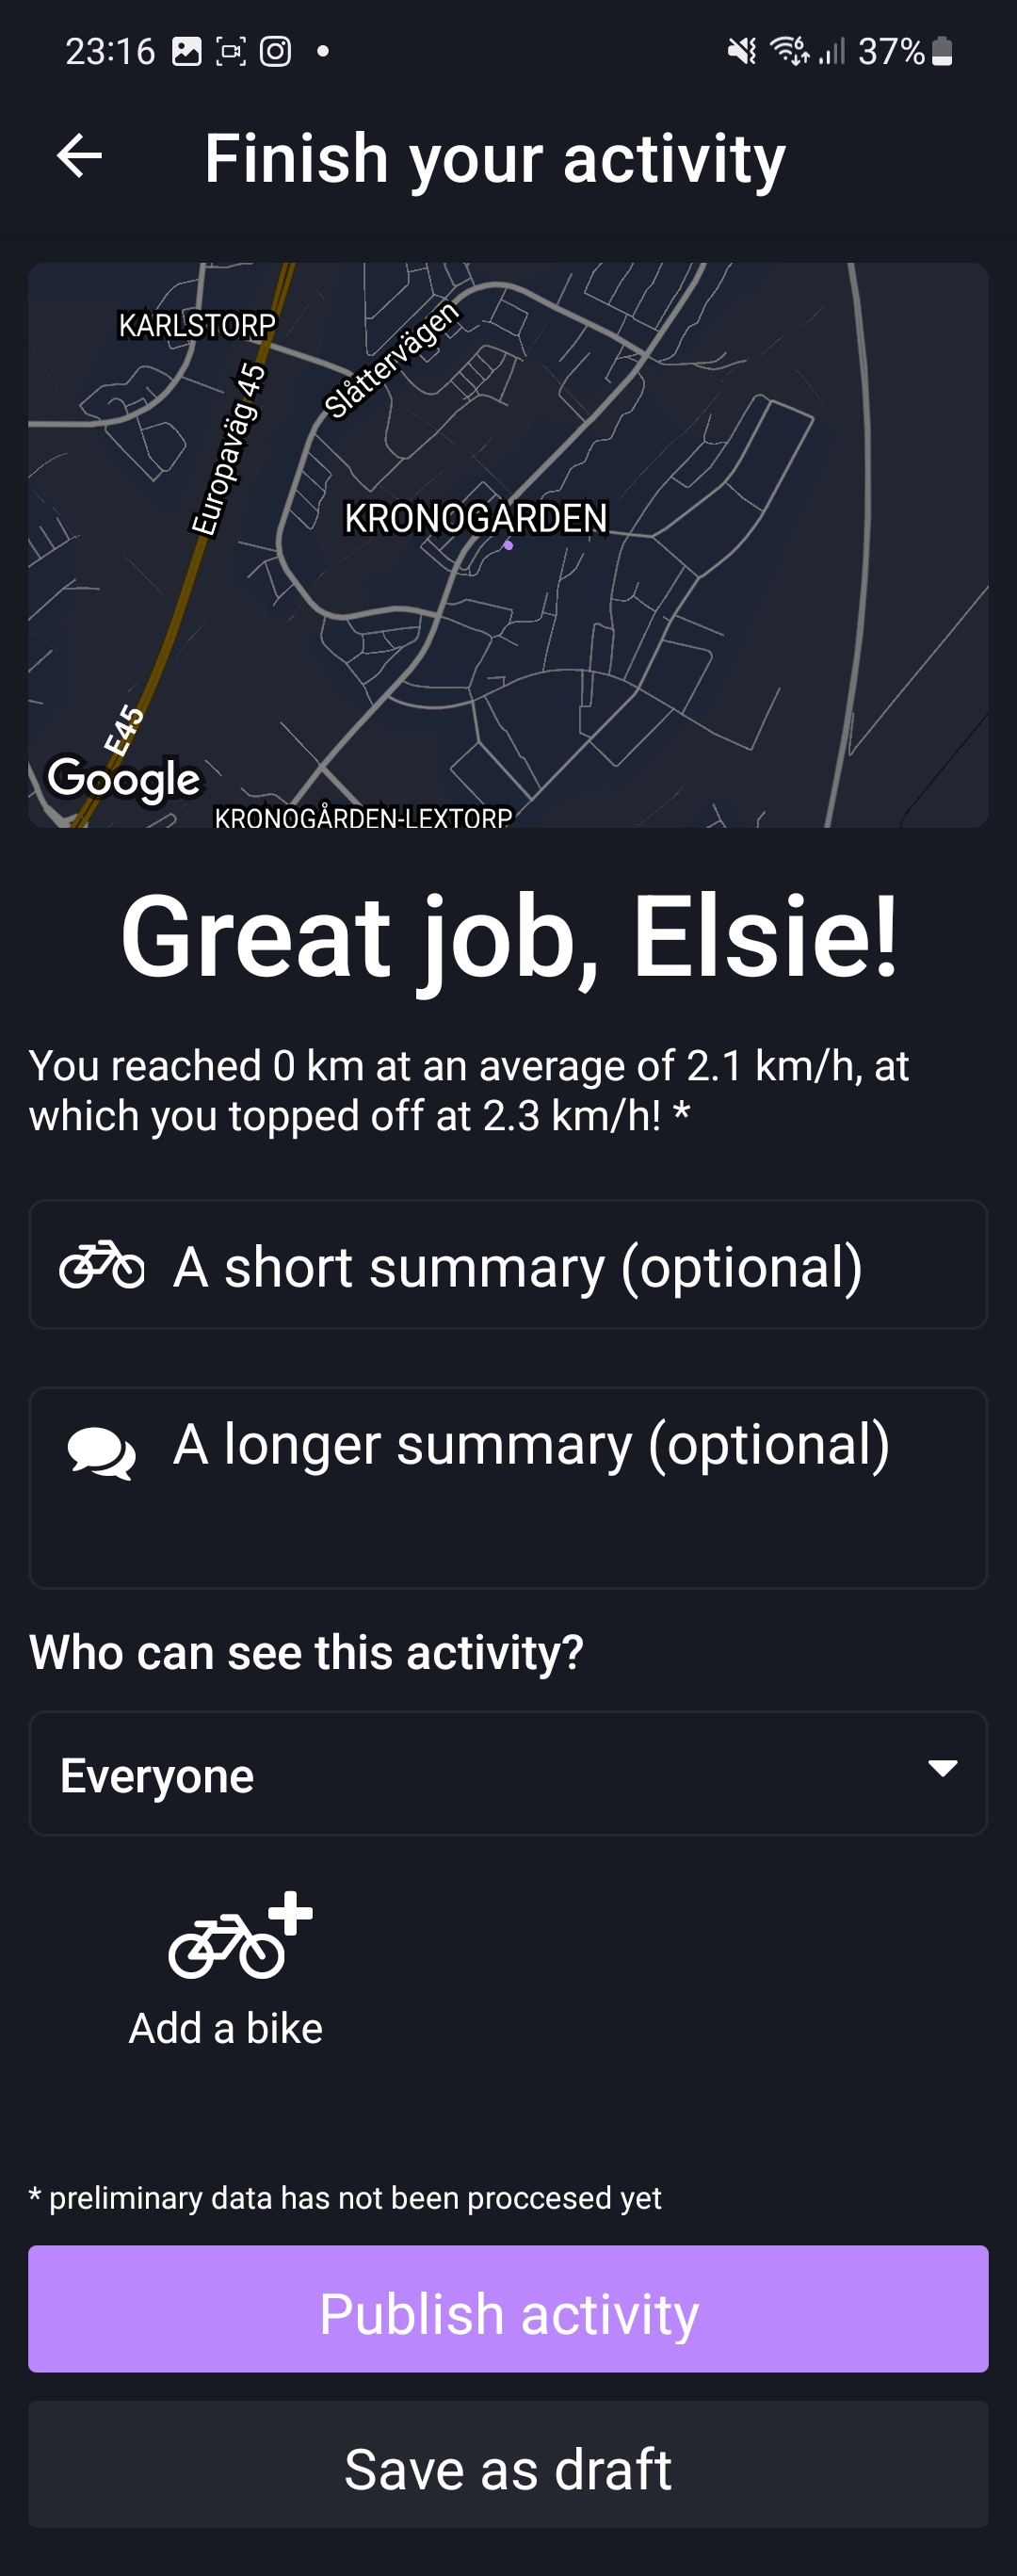 23:16
37%
Finish your activity
KARLSTORP
Slåttervägen
Europaväg 45
KRONOGARDEN
E45
Google
KRONOGÅRDEN-LEXTORP
Great job, Elsie!
You reached 0 km at an average of 2.1 km/h, at
which you topped off at 2.3 km/h! *
A short summary (optional)
A longer summary (optional)
Who can see this activity?
Everyone
Add a bike
* preliminary data has not been proccesed yet
Publish activity
Save as draft